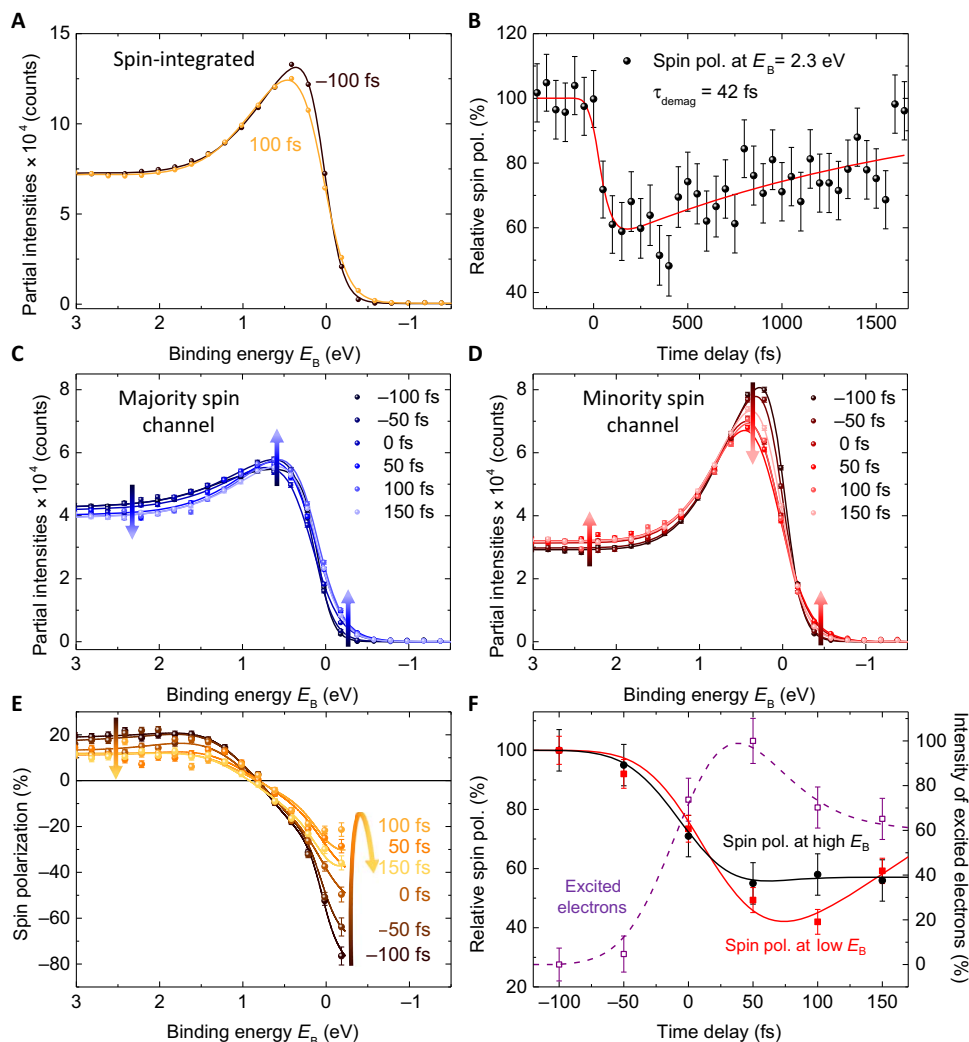 A
Spin-integrated
−100 fs
100 fs
Partial intensities × 10⁴ (counts)
15
10
5
0
3 2 1 0 −1
Binding energy E_B (eV)
B
Spin pol. at E_B = 2.3 eV
τ_demag = 42 fs
Relative spin pol. (%)
120
100
80
60
40
0 500 1000 1500
Time delay (fs)
C
Majority spin
channel
−100 fs
−50 fs
0 fs
50 fs
100 fs
150 fs
Partial intensities × 10⁴ (counts)
8
6
4
2
0
3 2 1 0 −1
Binding energy E_B (eV)
D
Minority spin
channel
−100 fs
−50 fs
0 fs
50 fs
100 fs
150 fs
Partial intensities × 10⁴ (counts)
8
6
4
2
0
3 2 1 0 −1
Binding energy E_B (eV)
E
Spin polarization (%)
20
0
−20
−40
−60
−80
100 fs
50 fs
150 fs
0 fs
−50 fs
−100 fs
3 2 1 0 −1
Binding energy E_B (eV)
F
Relative spin pol. (%)
120
100
80
60
40
20
Spin pol. at high E_B
Excited
electrons
Spin pol. at low E_B
100
80
60
40
20
0
Intensity of excited electrons (%)
−100 −50 0 50 100 150
Time delay (fs)